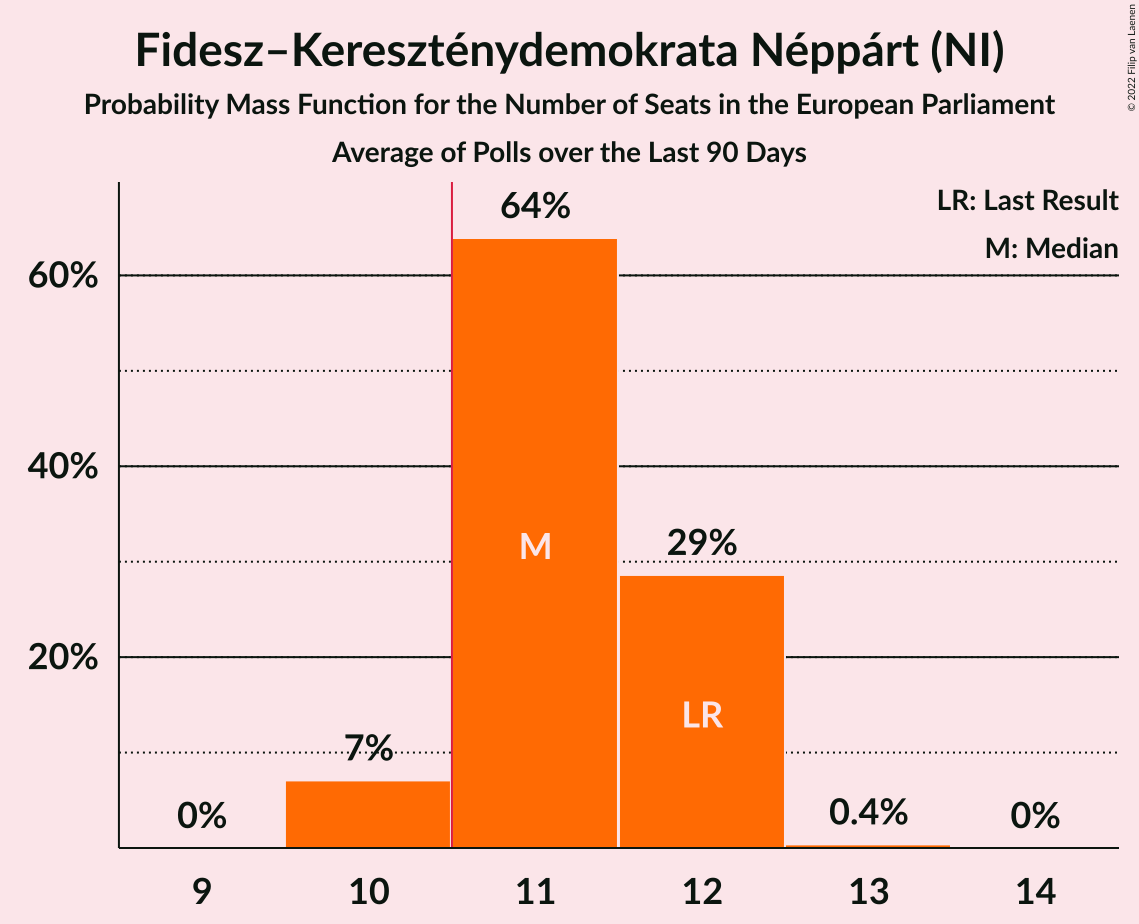 Fidesz–Kereszténydemokrata Néppárt (NI)
Probability Mass Function for the Number of Seats in the European Parliament
Average of Polls over the Last 90 Days
© 2022 Filip van Laenen
LR: Last Result
M: Median
60%
40%
20%
0%
7%
64%
29%
0.4%
0%
M
LR
9
10
11
12
13
14